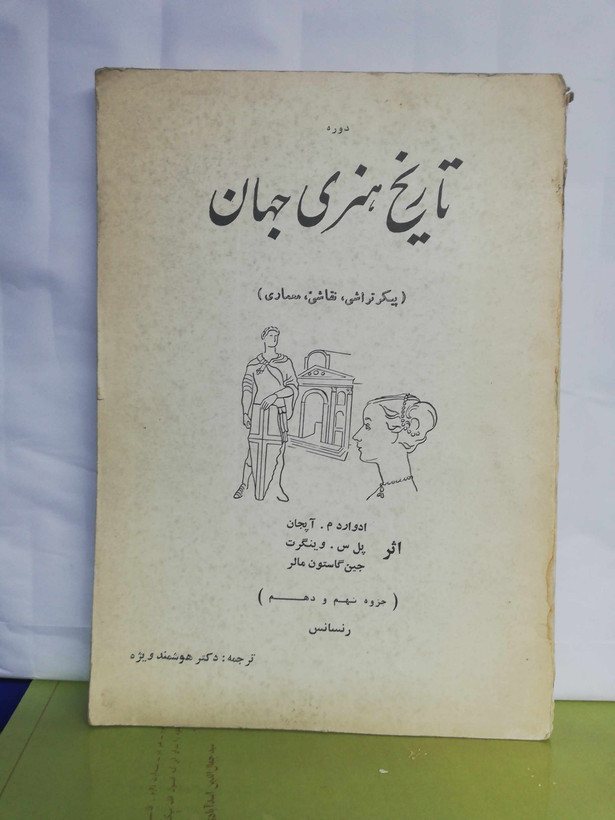 دوره
تاریخ هنری جهان
(پیکرتراشی، نقاشی، معماری)
اثر
ادوارد م. آپجان
پل س. وینگرت
جین گاستون مالر
(جزوه نهم و دهم)
رنسانس
ترجمه: دکتر هوشمند ویژه